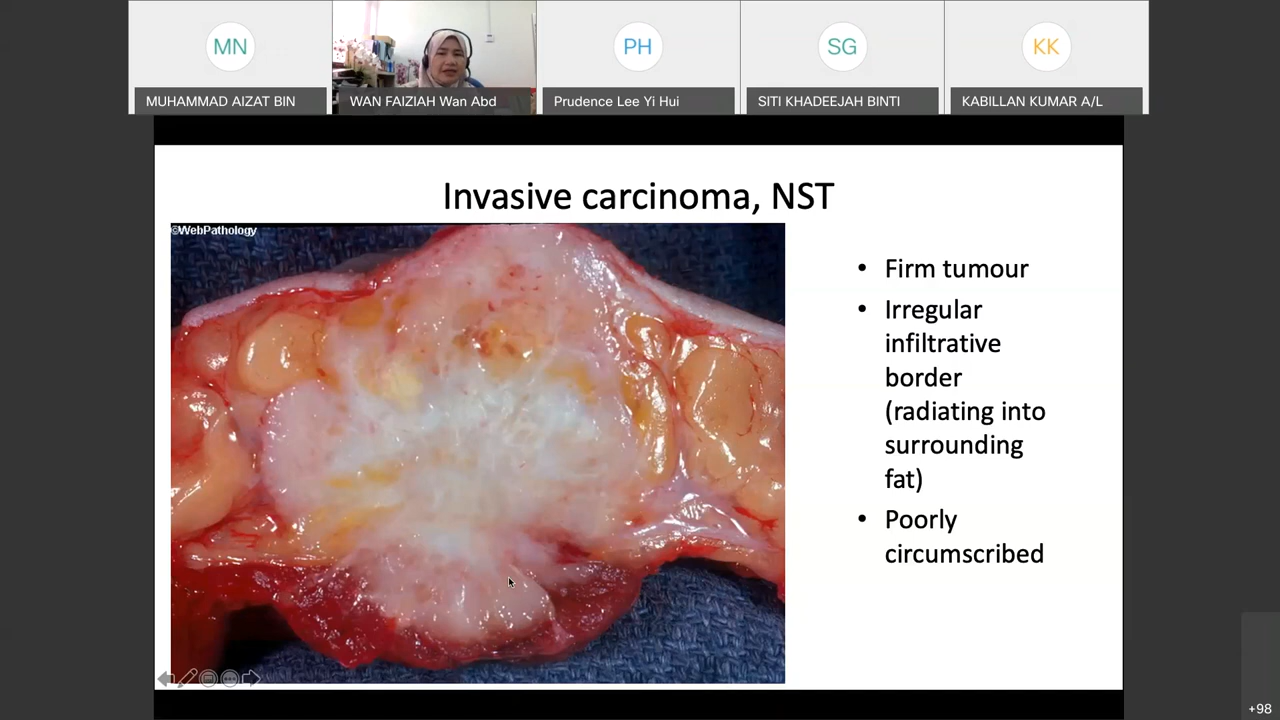 MN
PH
SG
KK
MUHAMMAD AIZAT BIN
WAN FAIZIAH Wan Abd
Prudence Lee Yi Hui
SITI KHADEEJAH BINTI
KABILLAN KUMAR A/L
Invasive carcinoma, NST
©WebPathology
• Firm tumour
• Irregular
infiltrative
border
(radiating into
surrounding
fat)
• Poorly
circumscribed
+98